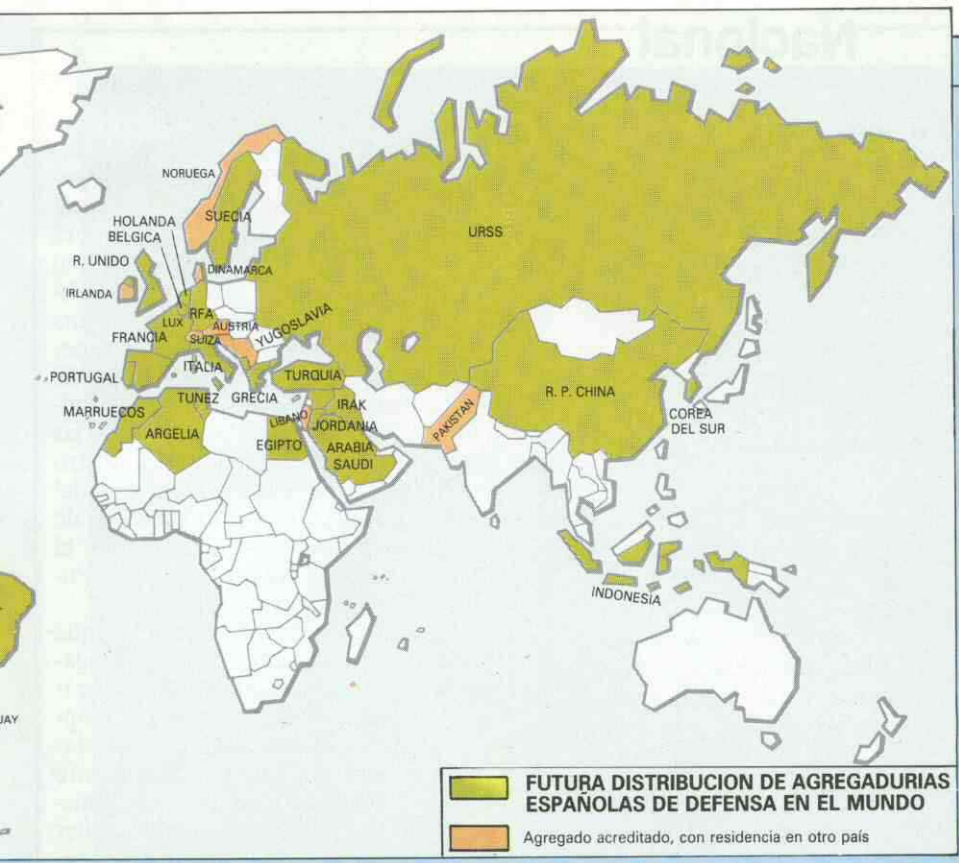 Nacional
NORUEGA
SUECIA
URSS
HOLANDA
BELGICA
R. UNIDO
DINAMARCA
IRLANDA
RFA
LUX
AUSTRIA
YUGOSLAVIA
FRANCIA
SUIZA
ITALIA
PORTUGAL
TURQUIA
R. P. CHINA
TUNEZ
GRECIA
MARRUECOS
IRAK
LIBANO
JORDANIA
PAKISTAN
COREA
DEL SUR
ARGELIA
EGIPTO
ARABIA
SAUDI
INDONESIA
UAY
FUTURA DISTRIBUCION DE AGREGADURIAS
ESPAÑOLAS DE DEFENSA EN EL MUNDO
Agregado acreditado, con residencia en otro país